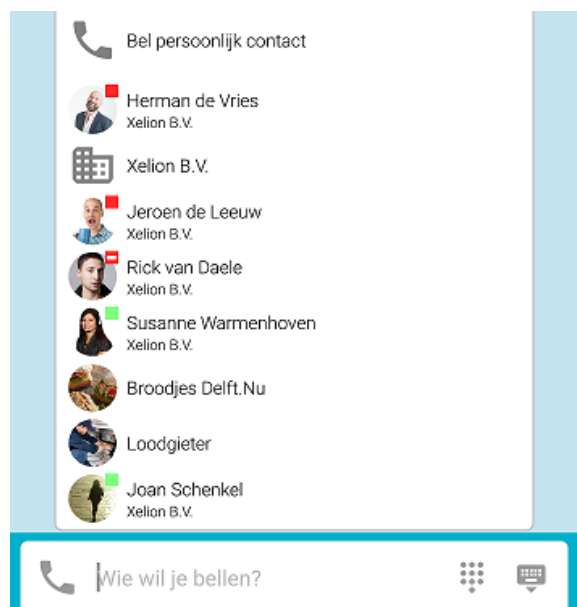 Bel persoonlijk contact
Herman de Vries
Xelion B.V.
Xelion B.V.
Jeroen de Leeuw
Xelion B.V.
Rick van Daele
Xelion B.V.
Susanne Warmenhoven
Xelion B.V.
Broodjes Delft.Nu
Loodgieter
Joan Schenkel
Xelion B.V.
Wie wil je bellen?